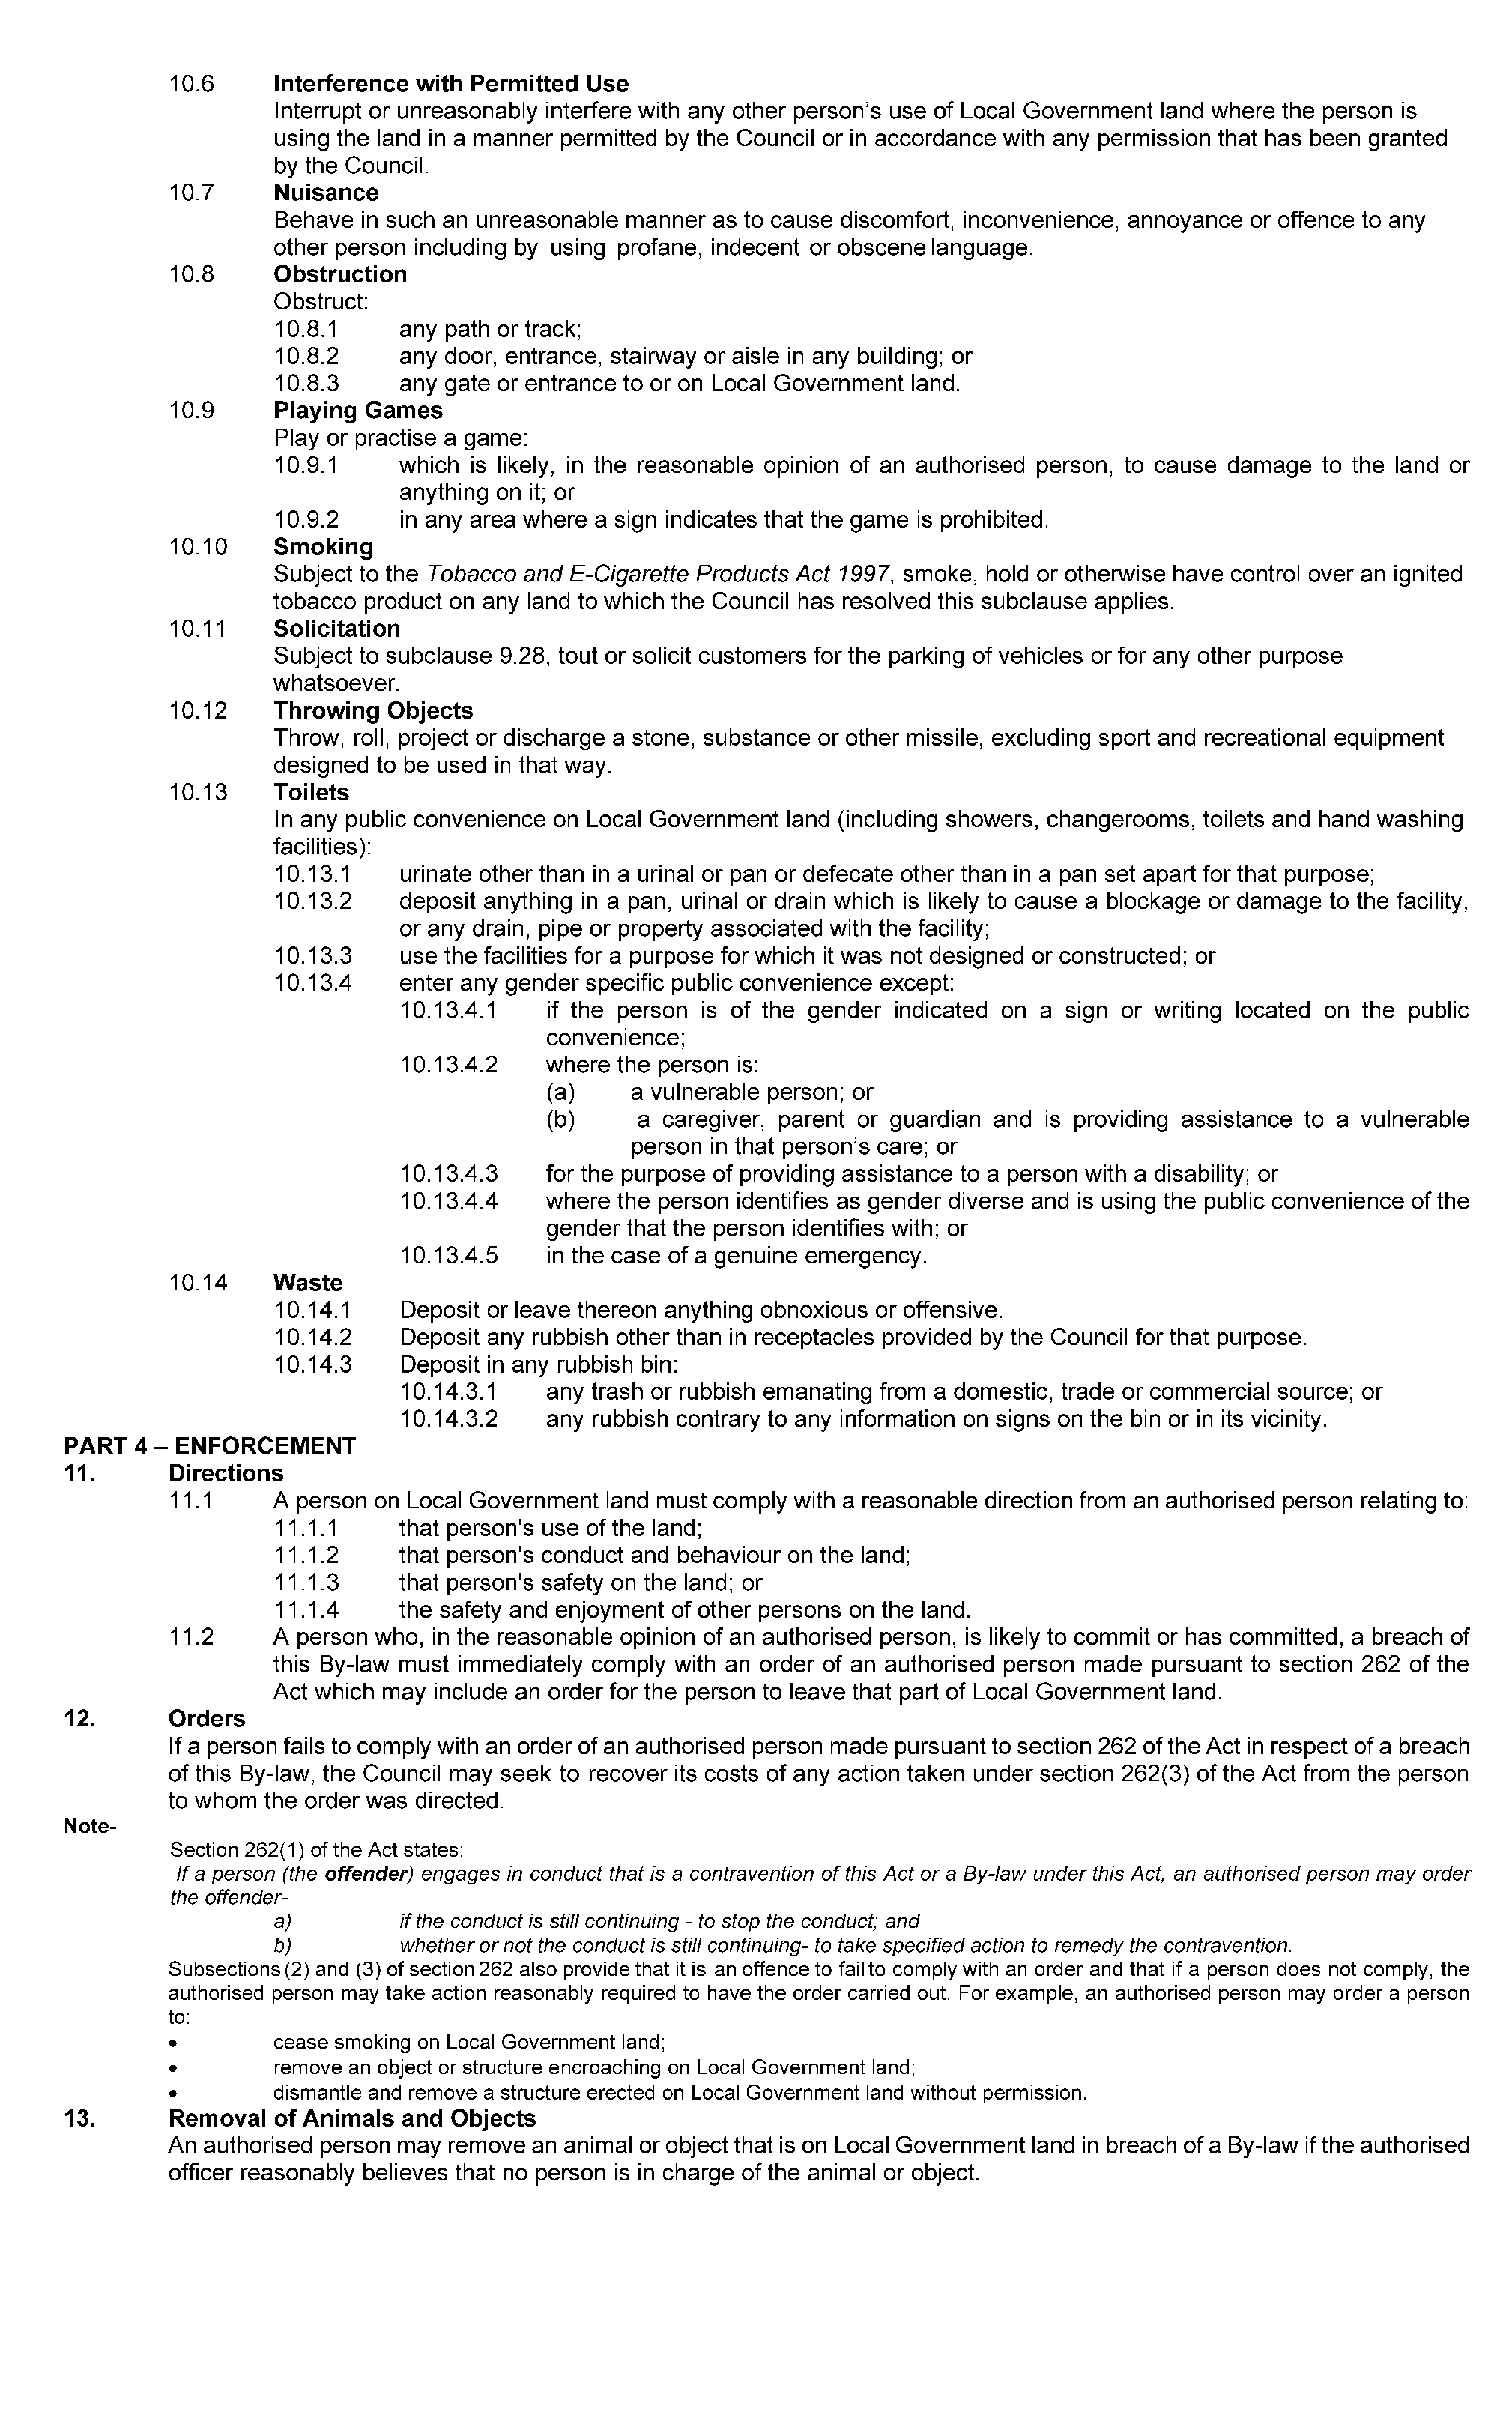 10.6 Interference with Permitted Use
Interrupt or unreasonably interfere with any other person's use of Local Government land where the person is
using the land in a manner permitted by the Council or in accordance with any permission that has been granted
by the Council.
10.7 Nuisance
Behave in such an unreasonable manner as to cause discomfort, inconvenience, annoyance or offence to any
other person including by using profane, indecent or obscene language.
10.8 Obstruction
Obstruct:
10.8.1 any path or track;
10.8.2 any door, entrance, stairway or aisle in any building; or
10.8.3 any gate or entrance to or on Local Government land.
10.9 Playing Games
Play or practise a game:
10.9.1 which is likely, in the reasonable opinion of an authorised person, to cause damage to the land or
anything on it; or
10.9.2 in any area where a sign indicates that the game is prohibited.
10.10 Smoking
Subject to the Tobacco and E-Cigarette Products Act 1997, smoke, hold or otherwise have control over an ignited
tobacco product on any land to which the Council has resolved this subclause applies.
10.11 Solicitation
Subject to subclause 9.28, tout or solicit customers for the parking of vehicles or for any other purpose
whatsoever.
10.12 Throwing Objects
Throw, roll, project or discharge a stone, substance or other missile, excluding sport and recreational equipment
designed to be used in that way.
10.13 Toilets
In any public convenience on Local Government land (including showers, changerooms, toilets and hand washing
facilities):
10.13.1 urinate other than in a urinal or pan or defecate other than in a pan set apart for that purpose;
10.13.2 deposit anything in a pan, urinal or drain which is likely to cause a blockage or damage to the facility,
or any drain, pipe or property associated with the facility;
10.13.3 use the facilities for a purpose for which it was not designed or constructed; or
10.13.4 enter any gender specific public convenience except:
10.13.4.1 if the person is of the gender indicated on a sign or writing located on the public
convenience;
10.13.4.2 where the person is:
(a) a vulnerable person; or
(b) a caregiver, parent or guardian and is providing assistance to a vulnerable
person in that person's care; or
10.13.4.3 for the purpose of providing assistance to a person with a disability; or
10.13.4.4 where the person identifies as gender diverse and is using the public convenience of the
gender that the person identifies with; or
10.13.4.5 in the case of a genuine emergency.
10.14 Waste
10.14.1 Deposit or leave thereon anything obnoxious or offensive.
10.14.2 Deposit any rubbish other than in receptacles provided by the Council for that purpose.
10.14.3 Deposit in any rubbish bin:
10.14.3.1 any trash or rubbish emanating from a domestic, trade or commercial source; or
10.14.3.2 any rubbish contrary to any information on signs on the bin or in its vicinity.
PART 4 – ENFORCEMENT
11. Directions
11.1 A person on Local Government land must comply with a reasonable direction from an authorised person relating to:
11.1.1 that person's use of the land;
11.1.2 that person's conduct and behaviour on the land;
11.1.3 that person's safety on the land; or
11.1.4 the safety and enjoyment of other persons on the land.
11.2 A person who, in the reasonable opinion of an authorised person, is likely to commit or has committed, a breach of
this By-law must immediately comply with an order of an authorised person made pursuant to section 262 of the
Act which may include an order for the person to leave that part of Local Government land.
12. Orders
If a person fails to comply with an order of an authorised person made pursuant to section 262 of the Act in respect of a breach
of this By-law, the Council may seek to recover its costs of any action taken under section 262(3) of the Act from the person
to whom the order was directed.
Note-
Section 262(1) of the Act states:
If a person (the offender) engages in conduct that is a contravention of this Act or a By-law under this Act, an authorised person may order
the offender-
a) if the conduct is still continuing - to stop the conduct; and
b) whether or not the conduct is still continuing- to take specified action to remedy the contravention.
Subsections (2) and (3) of section 262 also provide that it is an offence to fail to comply with an order and that if a person does not comply, the
authorised person may take action reasonably required to have the order carried out. For example, an authorised person may order a person
to:
• cease smoking on Local Government land;
• remove an object or structure encroaching on Local Government land;
• dismantle and remove a structure erected on Local Government land without permission.
13. Removal of Animals and Objects
An authorised person may remove an animal or object that is on Local Government land in breach of a By-law if the authorised
officer reasonably believes that no person is in charge of the animal or object.